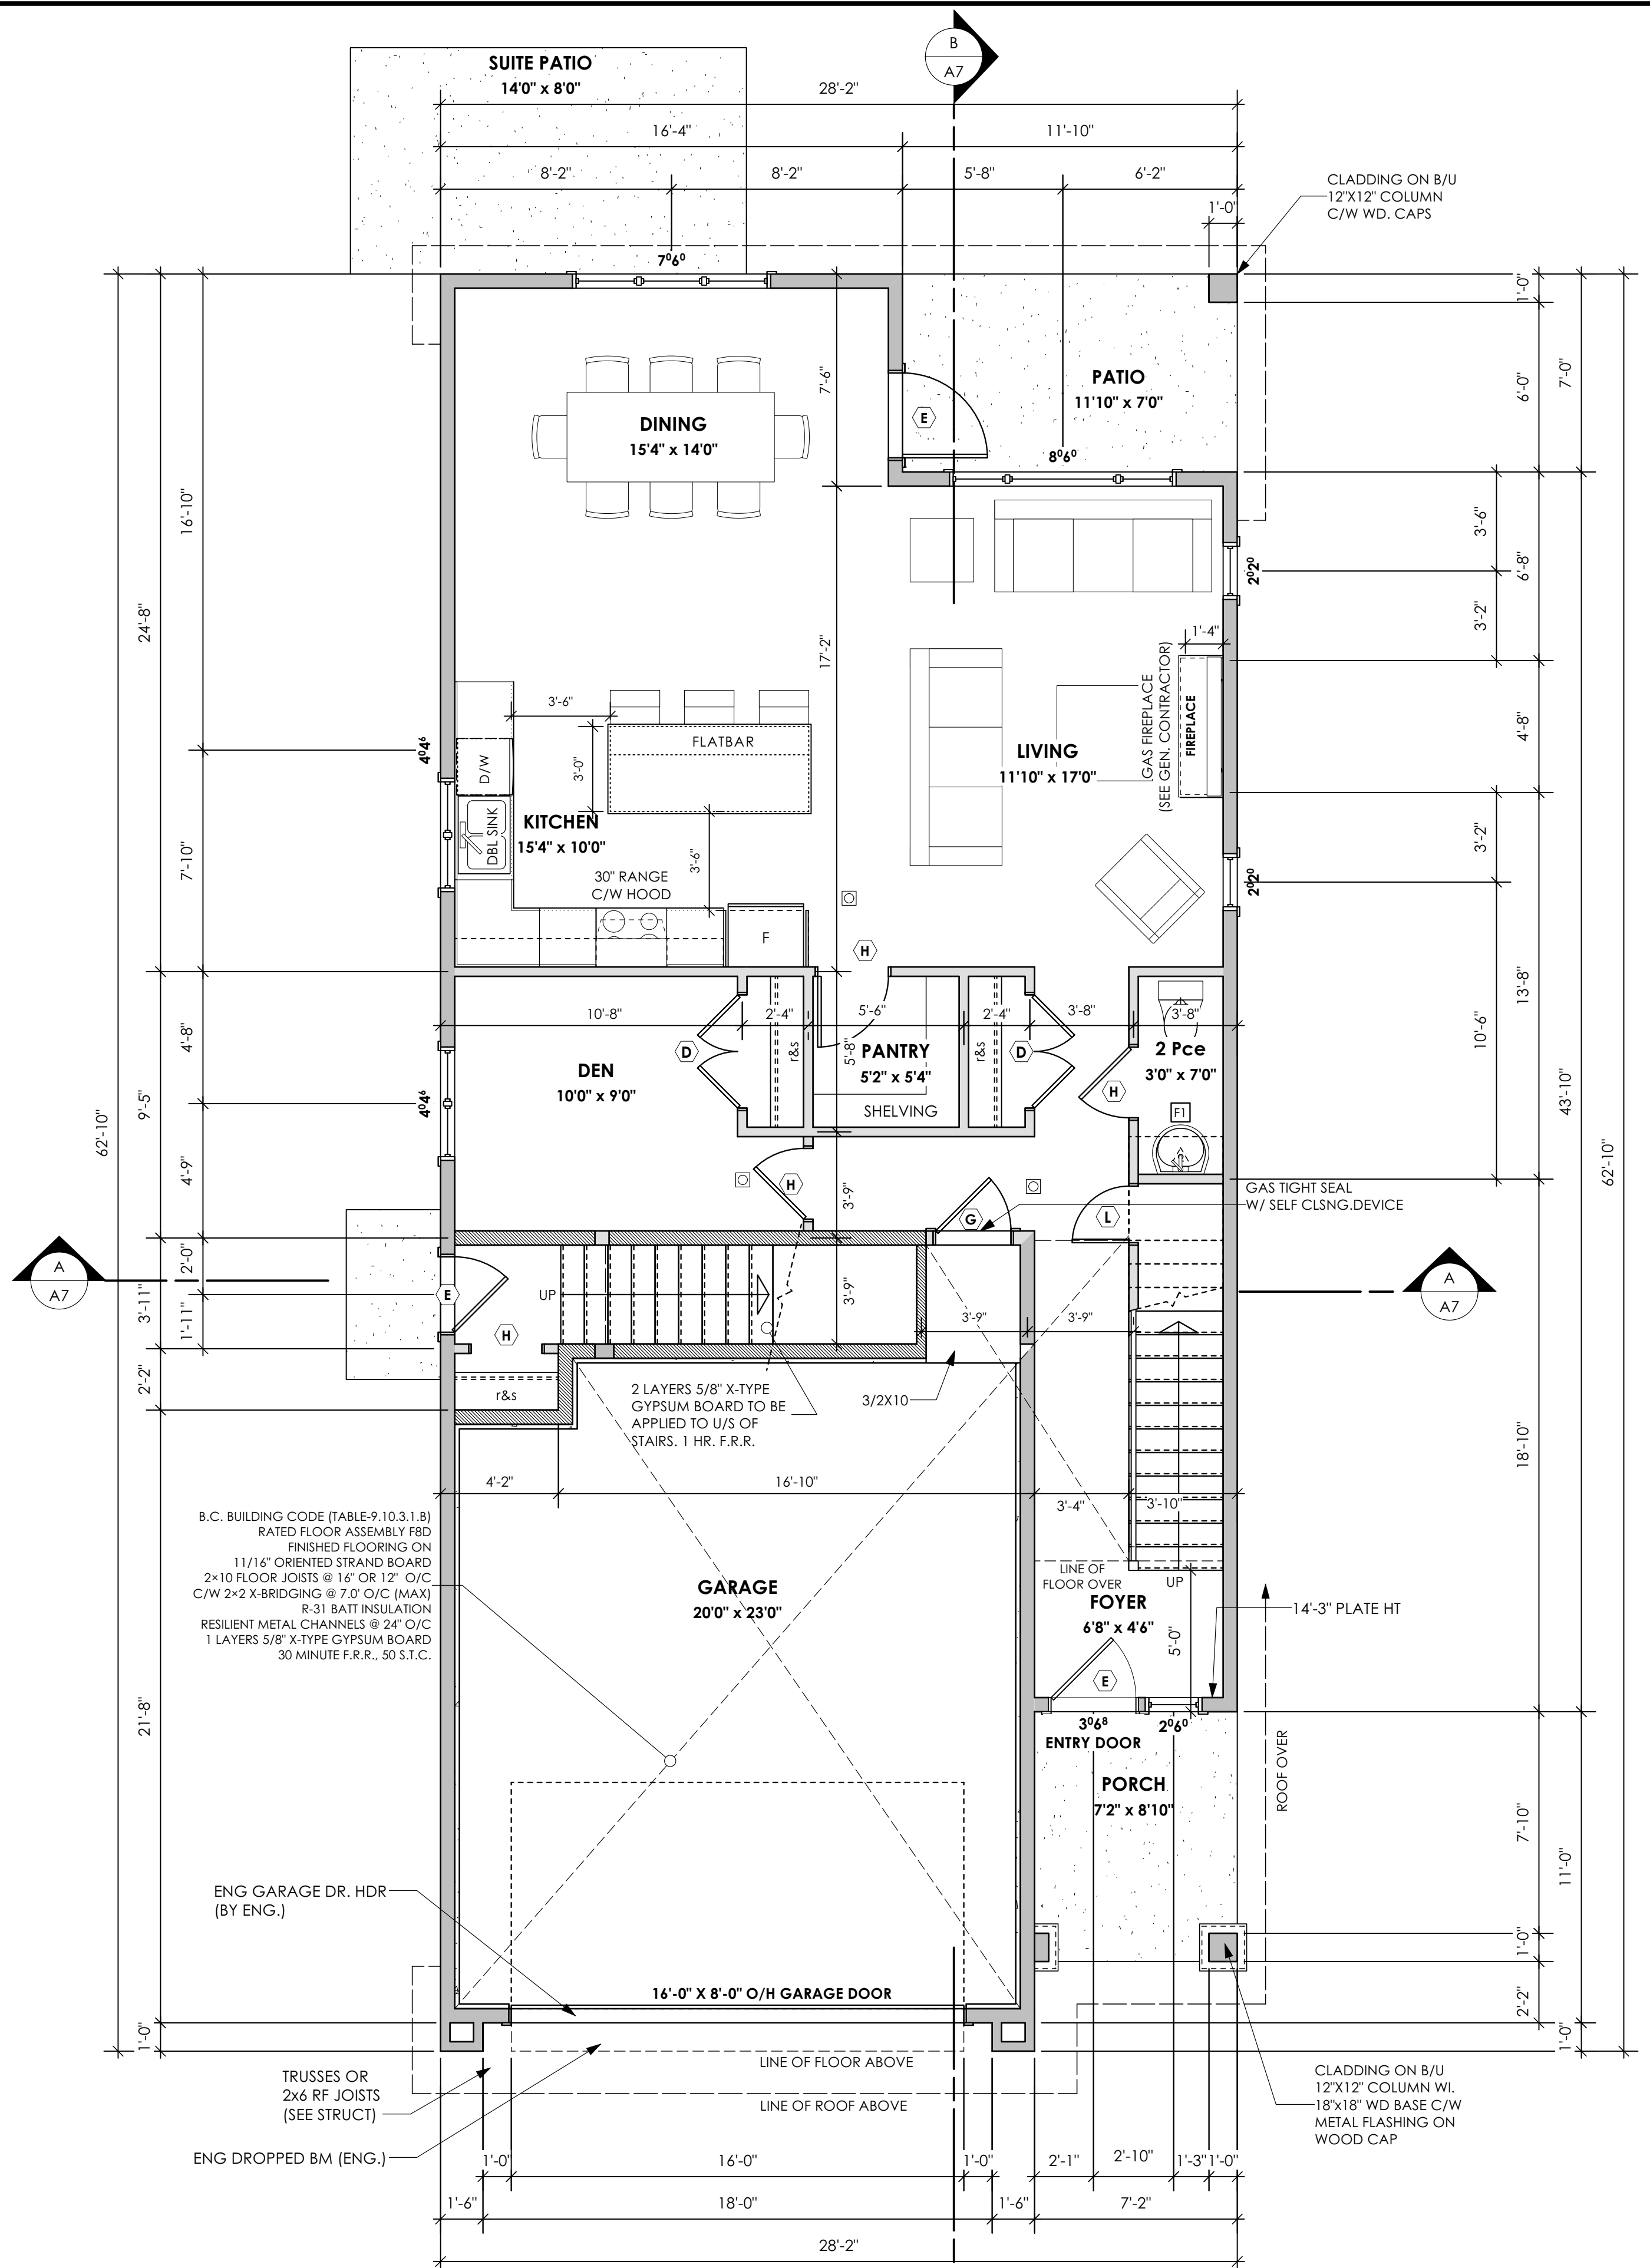 SUITE PATIO
14'0" x 8'0"
B
A7
28'-2"
16'-4"
11'-10"
8'-2"
8'-2"
5'-8"
6'-2"
1'-0"
CLADDING ON B/U
12"X12" COLUMN
C/W WD. CAPS
7⁰6⁰
DINING
15'4" x 14'0"
7'-6"
E
PATIO
11'10" x 7'0"
8⁰6⁰
1'-0"
6'-0"
7'-0"
16'-10"
24'-8"
62'-10"
17'-2"
3'-6"
6'-8"
3'-2"
2⁰2⁰
1'-4"
GAS FIREPLACE
(SEE GEN. CONTRACTOR)
FIREPLACE
4'-8"
3'-6"
FLATBAR
3'-0"
D/W
DBL SINK
4⁰4⁶
KITCHEN
15'4" x 10'0"
LIVING
11'10" x 17'0"
30" RANGE
C/W HOOD
3'-6"
7'-10"
F
H
2⁰2⁰
3'-2"
13'-8"
10'-6"
43'-10"
62'-10"
10'-8"
2'-4"
5'-6"
2'-4"
3'-8"
3'-8"
4'-8"
9'-5"
4'-9"
4⁰4⁶
DEN
10'0" x 9'0"
D
r&s
5'-8"
PANTRY
5'2" x 5'4"
SHELVING
r&s
D
2 Pce
3'0" x 7'0"
H
F1
H
3'-9"
G
L
GAS TIGHT SEAL
W/ SELF CLSNG.DEVICE
A
A7
2'-0"
3'-11"
1'-11"
E
UP
H
3'-9"
3'-9"
3'-9"
A
A7
2'-2"
r&s
2 LAYERS 5/8" X-TYPE
GYPSUM BOARD TO BE
APPLIED TO U/S OF
STAIRS. 1 HR. F.R.R.
3/2X10
4'-2"
16'-10"
3'-4"
3'-10"
18'-10"
B.C. BUILDING CODE (TABLE-9.10.3.1.B)
RATED FLOOR ASSEMBLY F8D
FINISHED FLOORING ON
11/16" ORIENTED STRAND BOARD
2×10 FLOOR JOISTS @ 16" OR 12" O/C
C/W 2×2 X-BRIDGING @ 7.0' O/C (MAX)
R-31 BATT INSULATION
RESILIENT METAL CHANNELS @ 24" O/C
1 LAYERS 5/8" X-TYPE GYPSUM BOARD
30 MINUTE F.R.R., 50 S.T.C.
GARAGE
20'0" x 23'0"
LINE OF
FLOOR OVER
UP
FOYER
6'8" x 4'6"
5'-0"
14'-3" PLATE HT
E
21'-8"
3⁰6⁸
2⁰6⁰
ENTRY DOOR
PORCH
7'2" x 8'10"
ROOF OVER
7'-10"
11'-0"
ENG GARAGE DR. HDR
(BY ENG.)
16'-0" X 8'-0" O/H GARAGE DOOR
1'-0"
2'-2"
1'-0"
1'-0"
LINE OF FLOOR ABOVE
TRUSSES OR
2x6 RF JOISTS
(SEE STRUCT)
LINE OF ROOF ABOVE
CLADDING ON B/U
12"X12" COLUMN WI.
18"x18" WD BASE C/W
METAL FLASHING ON
WOOD CAP
ENG DROPPED BM (ENG.)
1'-0"
16'-0"
1'-0"
2'-1"
2'-10"
1'-3"
1'-0"
1'-6"
18'-0"
1'-6"
7'-2"
28'-2"